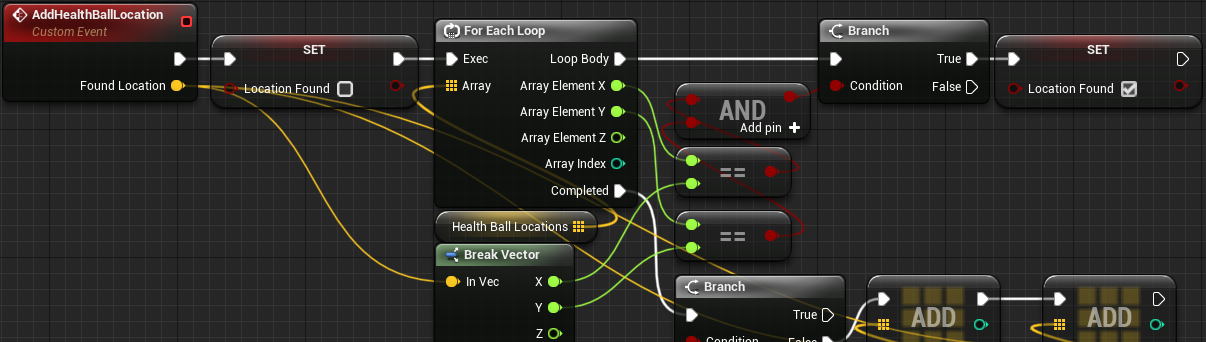 AddHealthBallLocation
Custom Event
Found Location
SET
Location Found
For Each Loop
Exec
Loop Body
Array
Array Element X
Array Element Y
Array Element Z
Array Index
Completed
Health Ball Locations
Break Vector
In Vec
X
Y
Z
AND
Add pin +
==
==
Branch
True
Condition
False
SET
Location Found
Branch
True
Condition
False
ADD
ADD